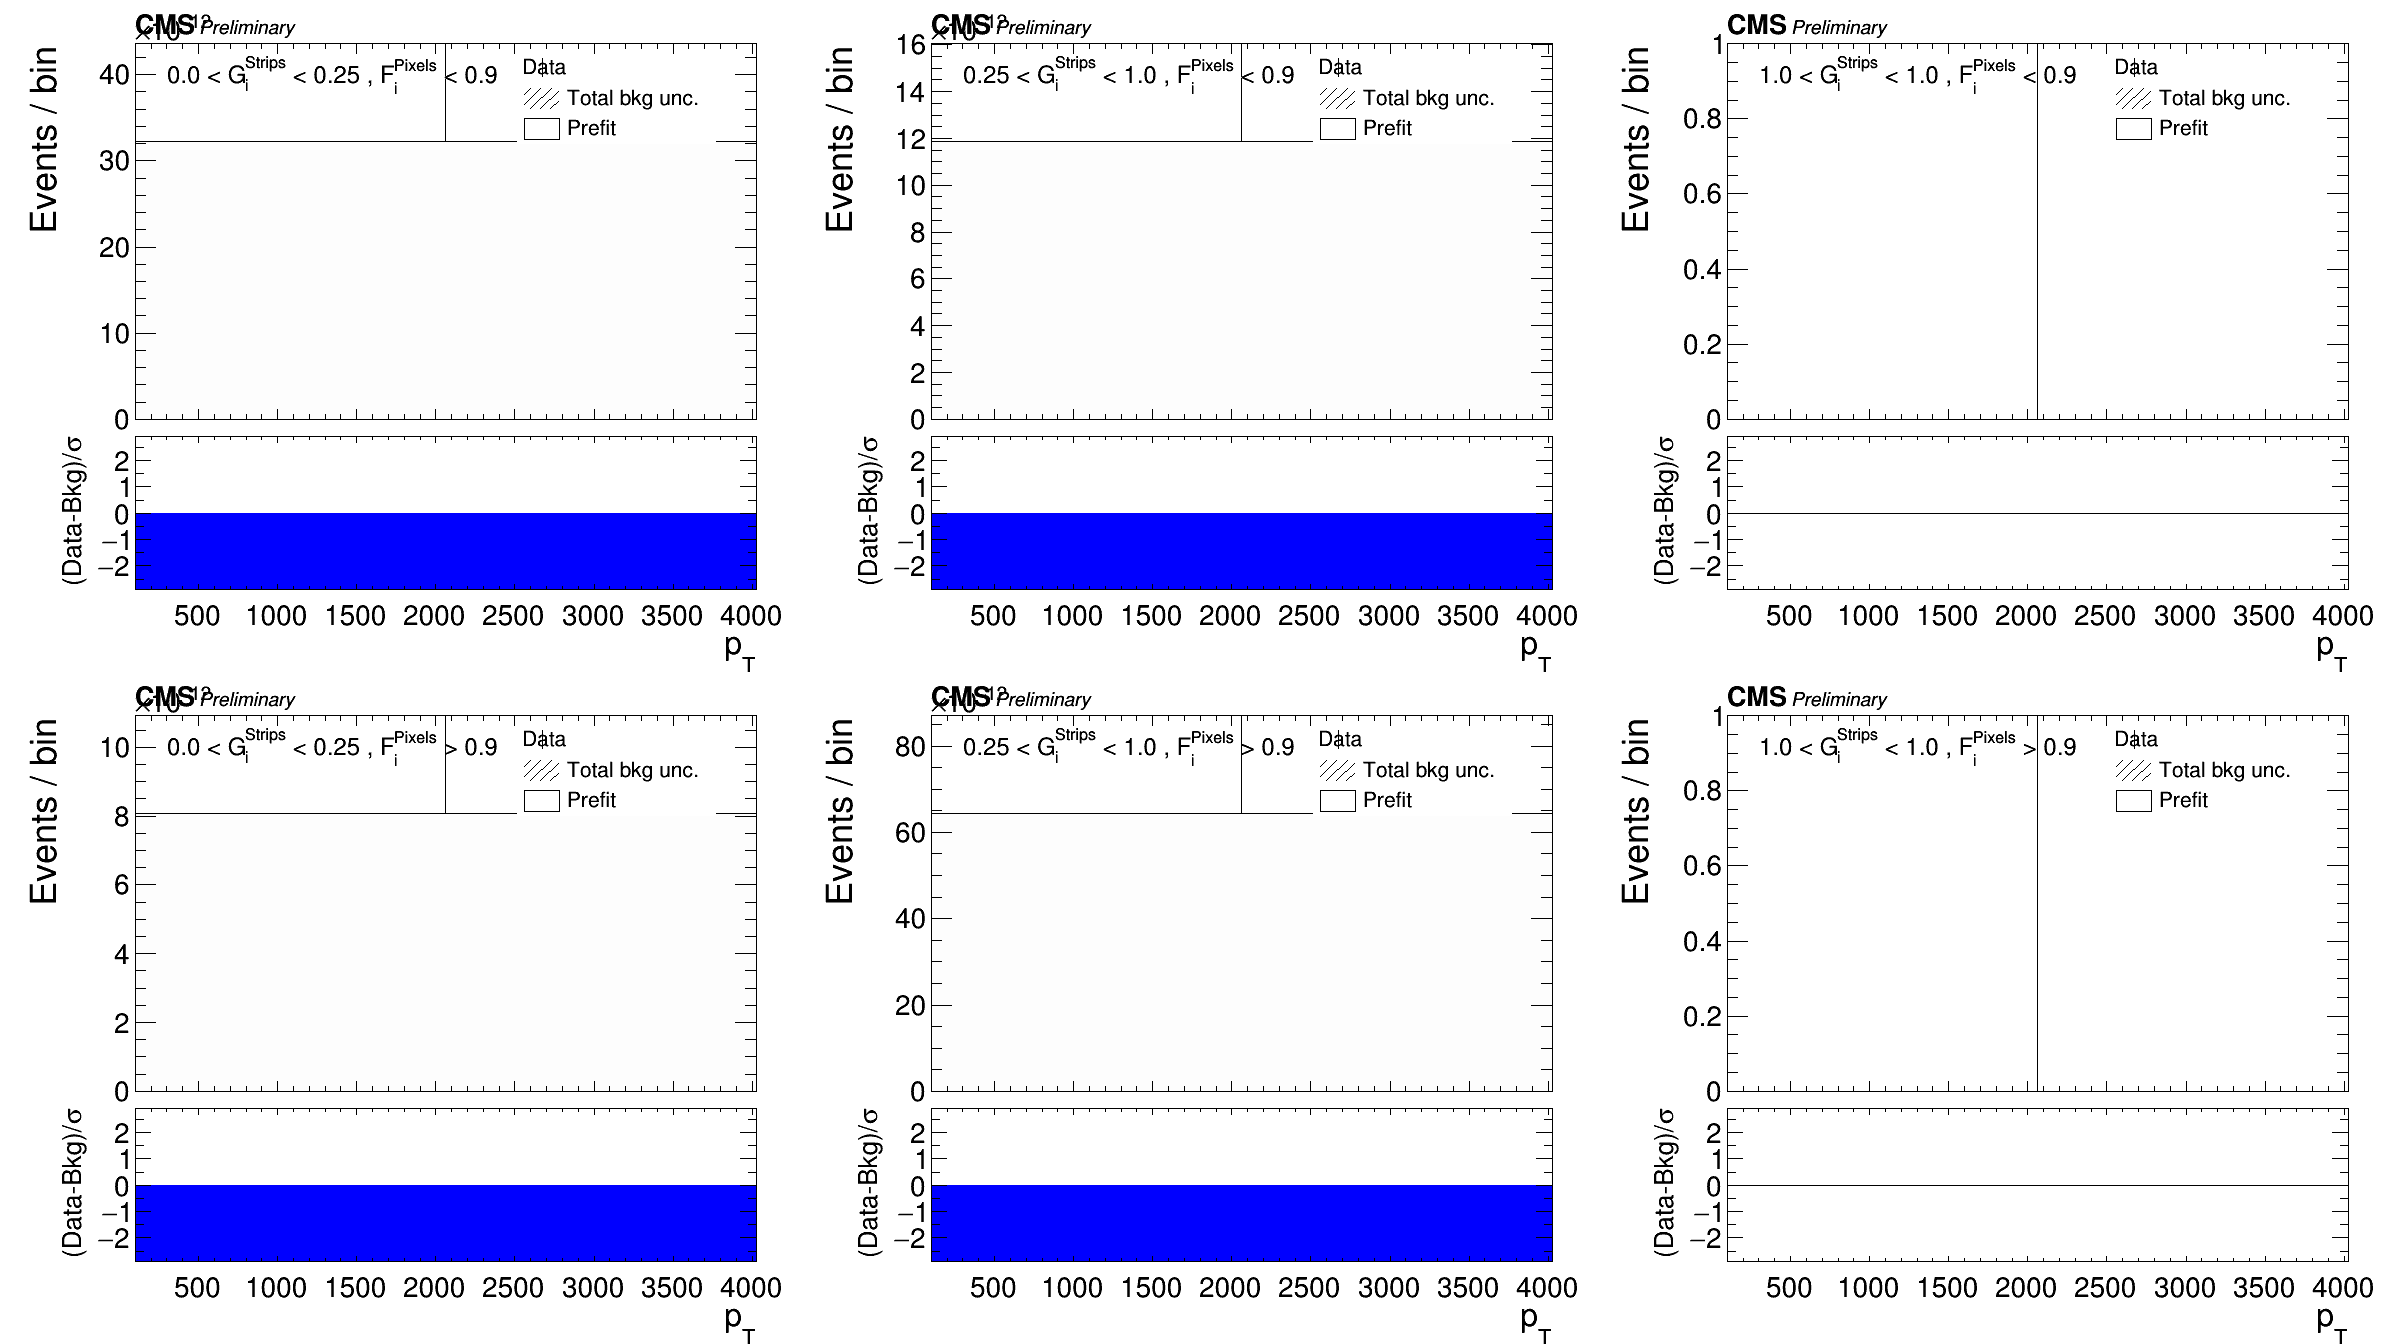 CMS Preliminary
×10^12
Events / bin
40
30
20
10
0
0.0 < G_i^Strips < 0.25 , F_i^Pixels < 0.9
Data
Total bkg unc.
Prefit
(Data-Bkg)/σ
2
1
0
−1
−2
500 1000 1500 2000 2500 3000 3500 4000
p_T
CMS Preliminary
×10^12
Events / bin
16
14
12
10
8
6
4
2
0
0.25 < G_i^Strips < 1.0 , F_i^Pixels < 0.9
Data
Total bkg unc.
Prefit
(Data-Bkg)/σ
2
1
0
−1
−2
500 1000 1500 2000 2500 3000 3500 4000
p_T
CMS Preliminary
Events / bin
1
0.8
0.6
0.4
0.2
0
1.0 < G_i^Strips < 1.0 , F_i^Pixels < 0.9
Data
Total bkg unc.
Prefit
(Data-Bkg)/σ
2
1
0
−1
−2
500 1000 1500 2000 2500 3000 3500 4000
p_T
CMS Preliminary
×10^12
Events / bin
10
8
6
4
2
0
0.0 < G_i^Strips < 0.25 , F_i^Pixels > 0.9
Data
Total bkg unc.
Prefit
(Data-Bkg)/σ
2
1
0
−1
−2
500 1000 1500 2000 2500 3000 3500 4000
p_T
CMS Preliminary
×10^12
Events / bin
80
60
40
20
0
0.25 < G_i^Strips < 1.0 , F_i^Pixels > 0.9
Data
Total bkg unc.
Prefit
(Data-Bkg)/σ
2
1
0
−1
−2
500 1000 1500 2000 2500 3000 3500 4000
p_T
CMS Preliminary
Events / bin
1
0.8
0.6
0.4
0.2
0
1.0 < G_i^Strips < 1.0 , F_i^Pixels > 0.9
Data
Total bkg unc.
Prefit
(Data-Bkg)/σ
2
1
0
−1
−2
500 1000 1500 2000 2500 3000 3500 4000
p_T